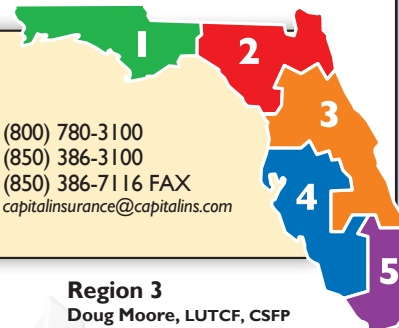 1
2
3
4
5
(800) 780-3100
(850) 386-3100
(850) 386-7116 FAX
capitalinsurance@capitalins.com
Region 3
Doug Moore, LUTCF, CSFP